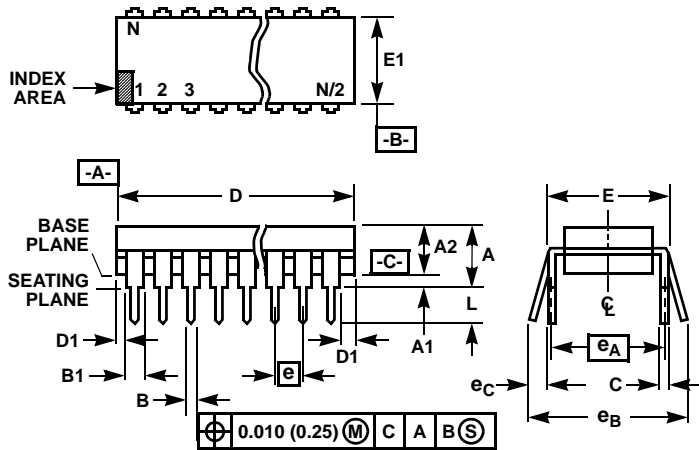 N
INDEX
AREA
1 2 3 N/2
E1
-B-
-A-
D
E
BASE
PLANE
A2
A
-C-
SEATING
PLANE
L
C̵L
D1
A1
D1
eA
B1
e
eC
C
B
eB
0.010 (0.25) Ⓜ C A B Ⓢ